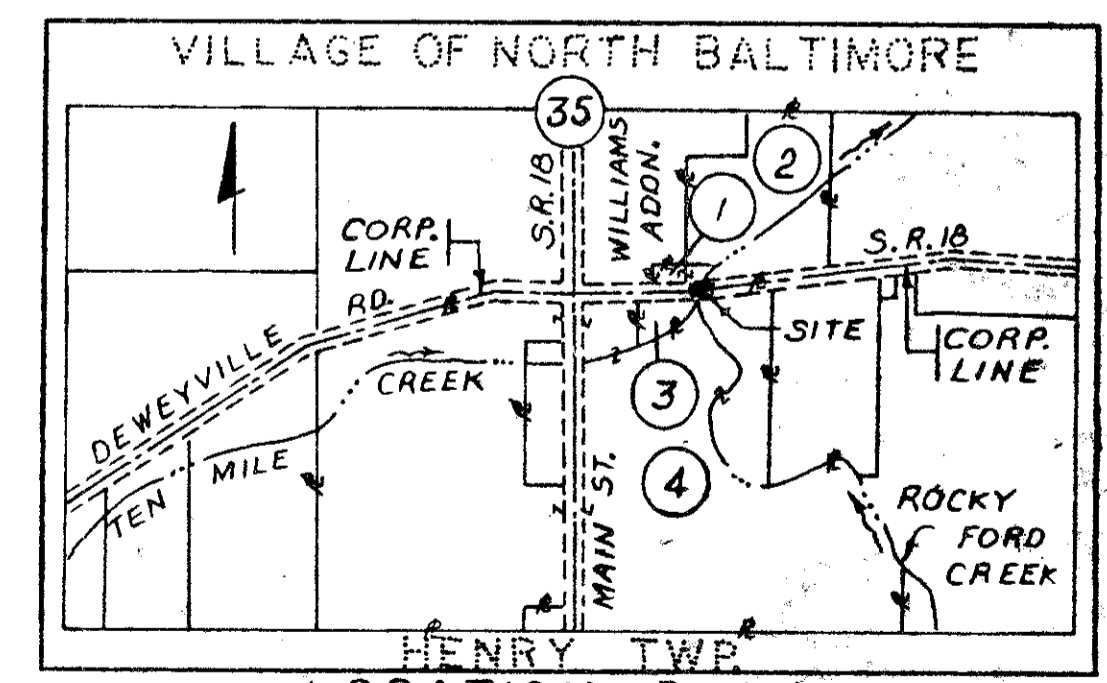 VILLAGE OF NORTH BALTIMORE
35
S.R. 18
WILLIAMS
ADDN.
2
1
CORP.
LINE
S.R. 18
DEWEYVILLE RD.
SITE
CORP.
LINE
TEN MILE CREEK
3
4
MAIN ST.
ROCKY
FORD
CREEK
HENRY TWP.